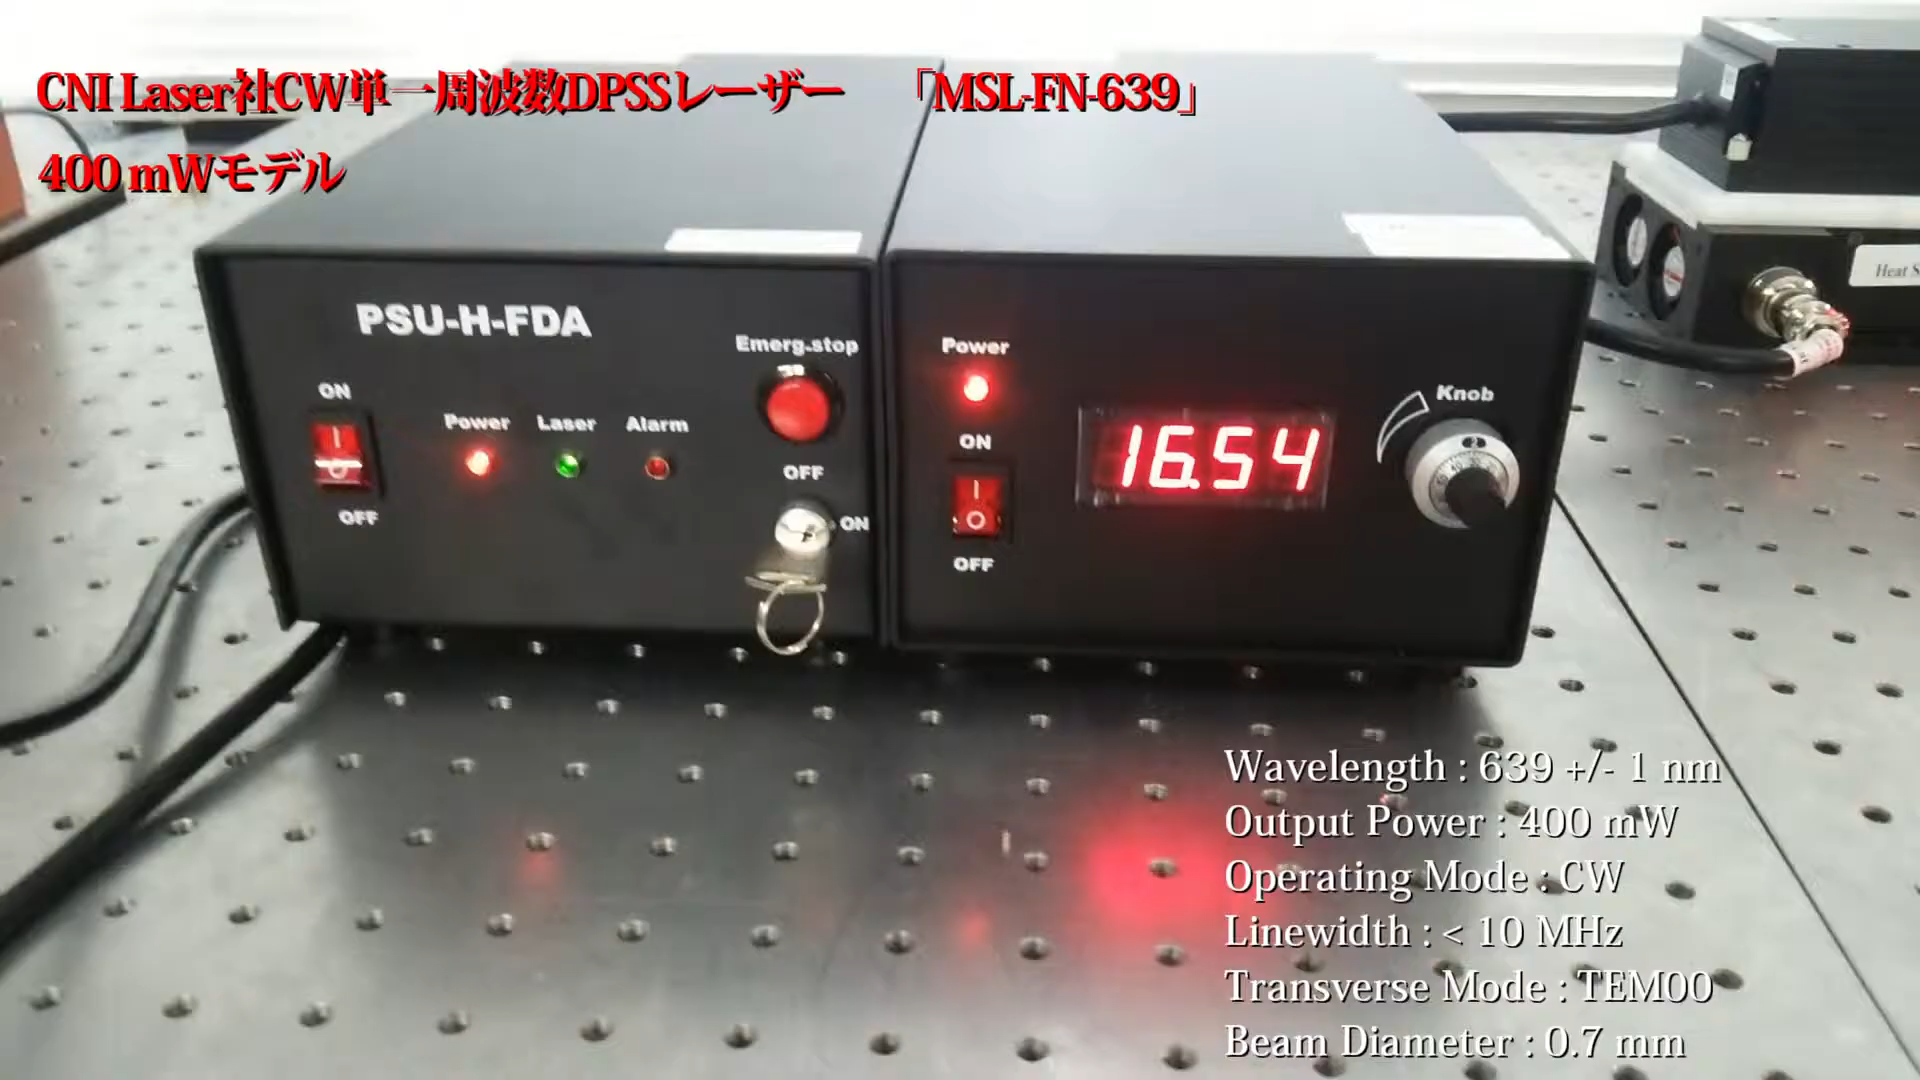 CNI Laser社CW単一周波数DPSSレーザー 「MSL-FN-639」
400 mWモデル
PSU-H-FDA
Emerg.stop
ON
OFF
Power
Laser
Alarm
OFF
ON
Power
ON
OFF
16.54
Knob
2
Heat
Wavelength : 639 +/- 1 nm
Output Power : 400 mW
Operating Mode : CW
Linewidth : < 10 MHz
Transverse Mode : TEM00
Beam Diameter : 0.7 mm